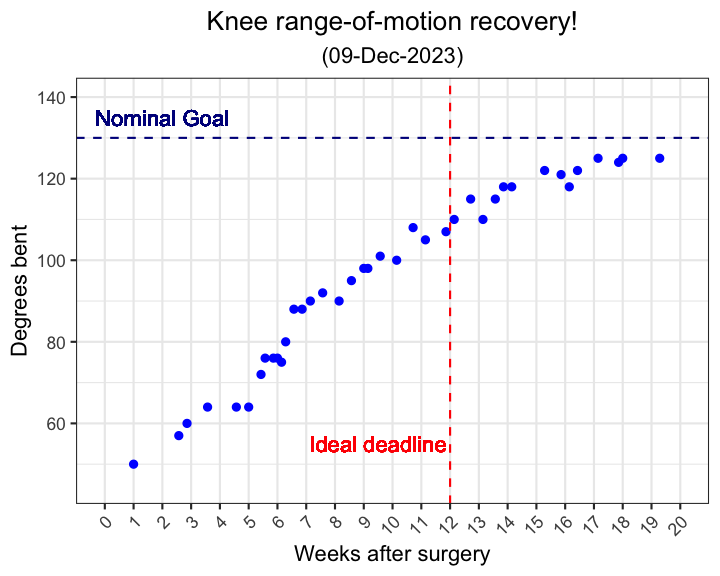 Knee range-of-motion recovery!
(09-Dec-2023)
140
Nominal Goal
120
100
80
60
Degrees bent
Ideal deadline
0 1 2 3 4 5 6 7 8 9 10 11 12 13 14 15 16 17 18 19 20
Weeks after surgery